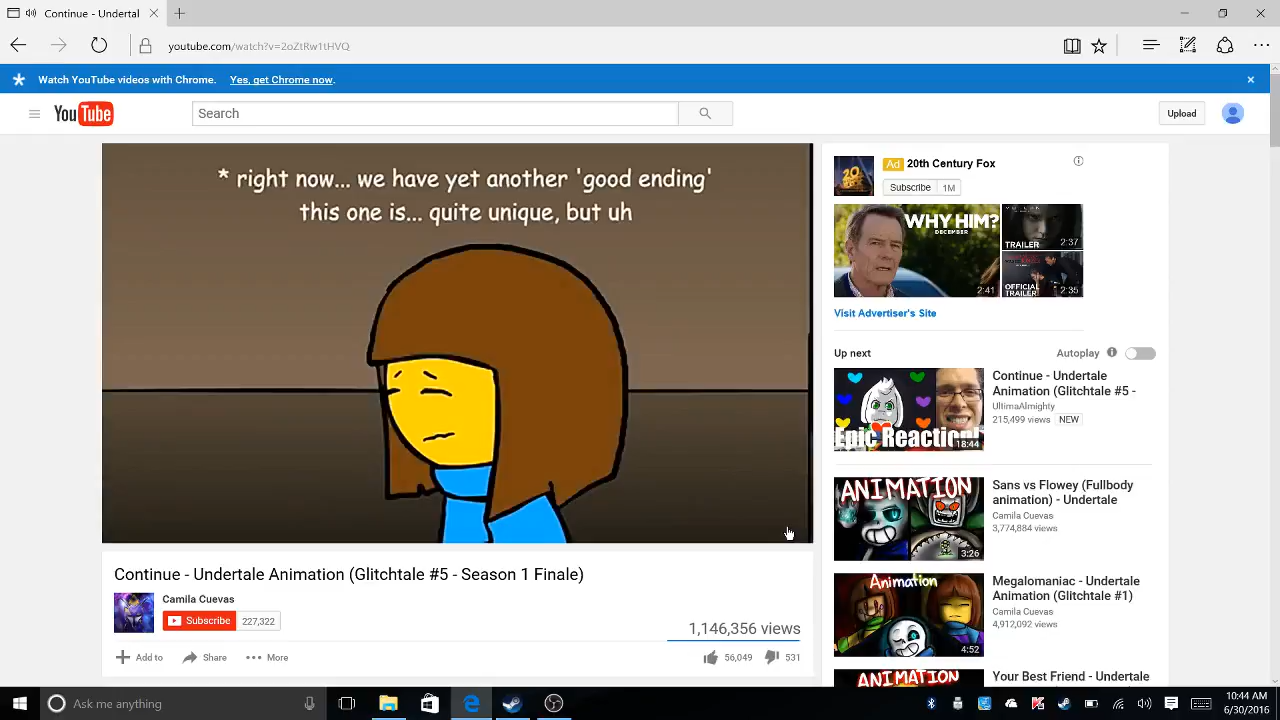 Continue - Undertal
youtube.com/watch?v=2oZtRw1tHVQ
Watch YouTube videos with Chrome. Yes, get Chrome now.
YouTube
Search
Upload
* right now... we have yet another 'good ending'
this one is... quite unique, but uh
Ad 20th Century Fox
Subscribe 1M
WHY HIM?
DECEMBER
2:41
TRAILER
2:37
OFFICIAL
TRAILER
2:35
Visit Advertiser's Site
Up next
Autoplay
Epic Reaction!
18:44
Continue - Undertale
Animation (Glitchtale #5 -
UltimaAlmighty
215,499 views NEW
ANIMATION
3:26
Sans vs Flowey (Fullbody
animation) - Undertale
Camila Cuevas
3,774,884 views
Animation
4:52
Megalomaniac - Undertale
Animation (Glitchtale #1)
Camila Cuevas
4,912,092 views
ANIMATION
Your Best Friend - Undertale
Continue - Undertale Animation (Glitchtale #5 - Season 1 Finale)
Camila Cuevas
Subscribe 227,322
1,146,356 views
Add to Share More
56,049 531
Ask me anything
10:44 AM
6/30/2016